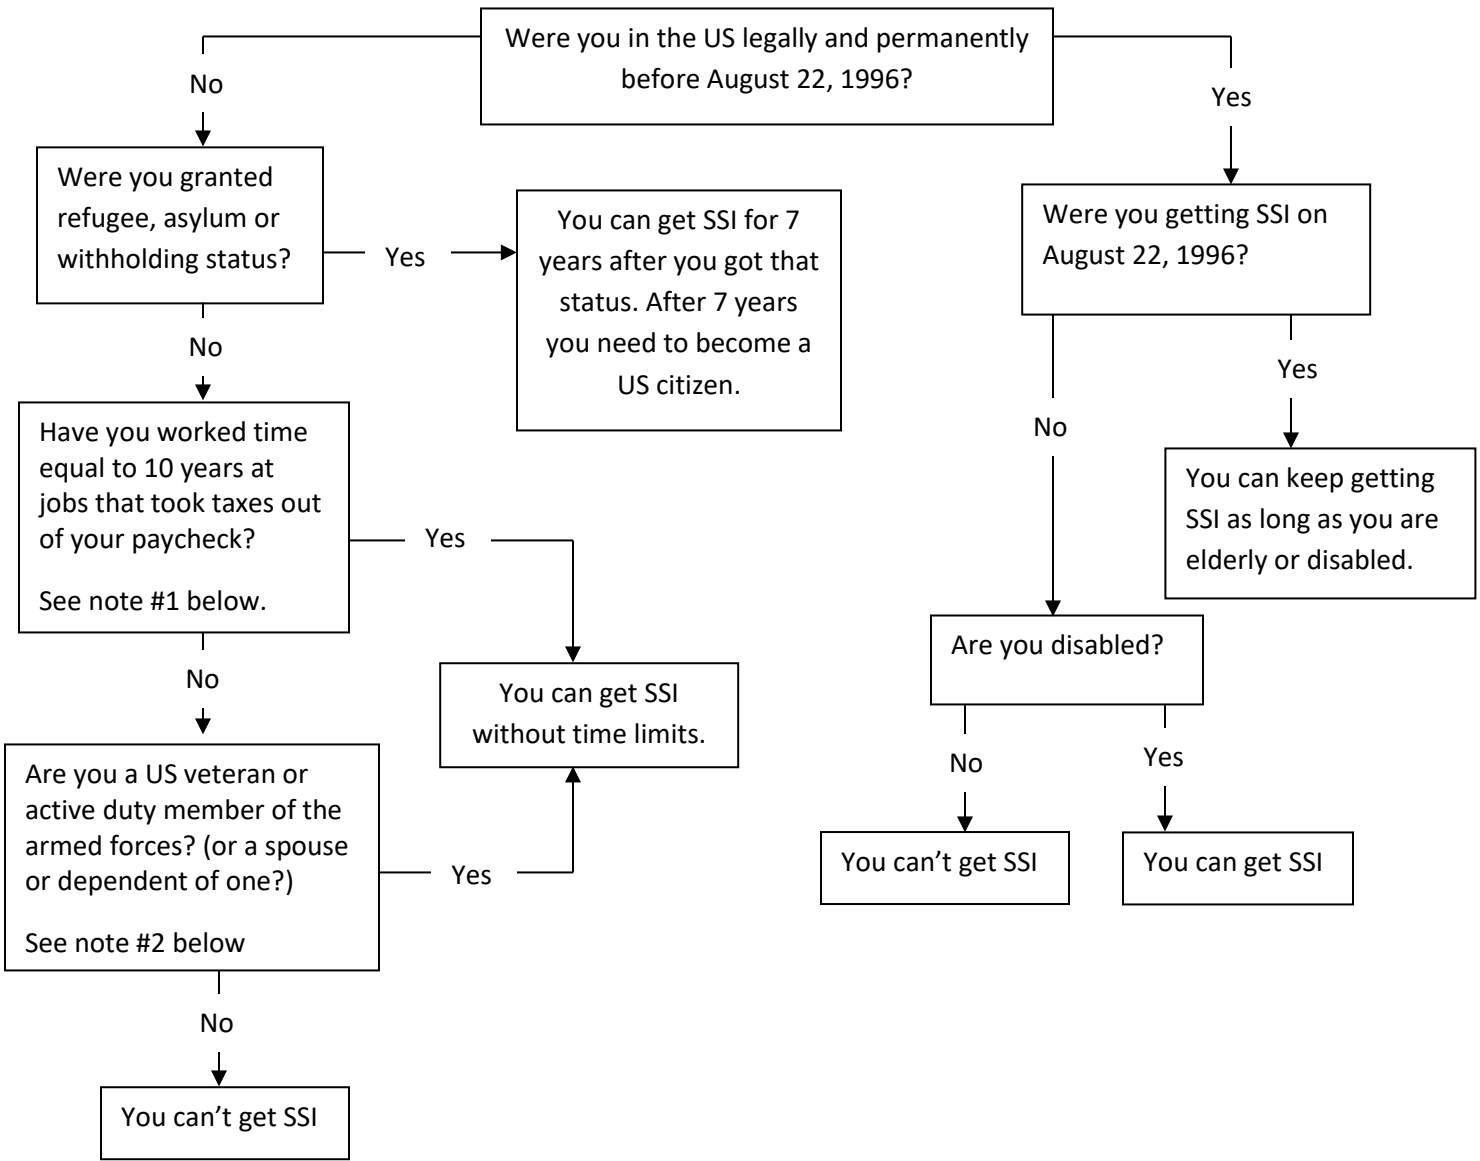 Were you in the US legally and permanently
before August 22, 1996?
No
Yes
Were you granted
refugee, asylum or
withholding status?
Yes
You can get SSI for 7
years after you got that
status. After 7 years
you need to become a
US citizen.
Were you getting SSI on
August 22, 1996?
No
Yes
No
Have you worked time
equal to 10 years at
jobs that took taxes out
of your paycheck?
See note #1 below.
Yes
You can keep getting
SSI as long as you are
elderly or disabled.
Are you disabled?
No
You can get SSI
without time limits.
No
Yes
Are you a US veteran or
active duty member of the
armed forces? (or a spouse
or dependent of one?)
See note #2 below
Yes
You can’t get SSI
You can get SSI
No
You can’t get SSI